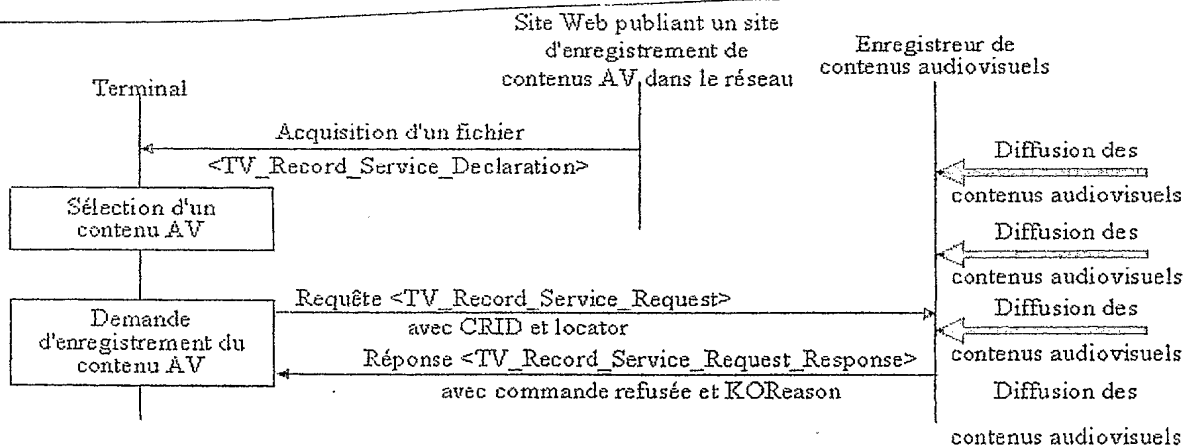 Site Web publiant un site
d'enregistrement de
contenus AV dans le réseau
Enregistreur de
contenus audiovisuels
Terminal
Acquisition d'un fichier
<TV_Record_Service_Declaration>
Diffusion des
contenus audiovisuels
Sélection d'un
contenu AV
Diffusion des
contenus audiovisuels
Requête <TV_Record_Service_Request>
avec CRID et locator
Diffusion des
contenus audiovisuels
Demande
d'enregistrement du
contenu AV
Réponse <TV_Record_Service_Request_Response>
avec commande refusée et KOReason
Diffusion des
contenus audiovisuels